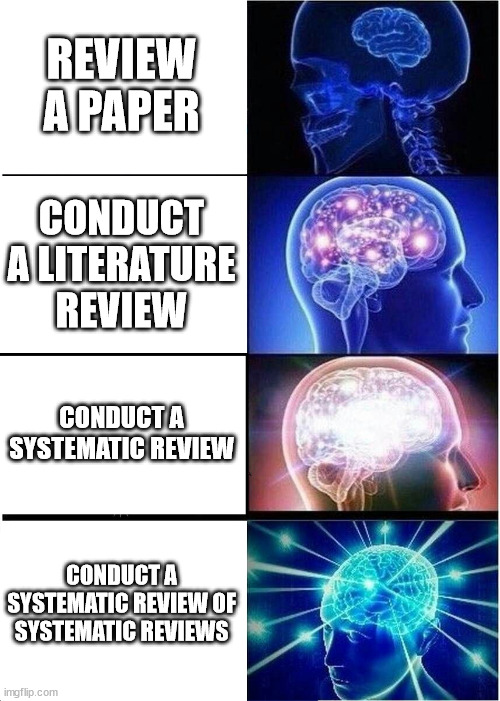 REVIEW
A PAPER
CONDUCT
A LITERATURE
REVIEW
CONDUCT A
SYSTEMATIC REVIEW
CONDUCT A
SYSTEMATIC REVIEW OF
SYSTEMATIC REVIEWS
imgflip.com